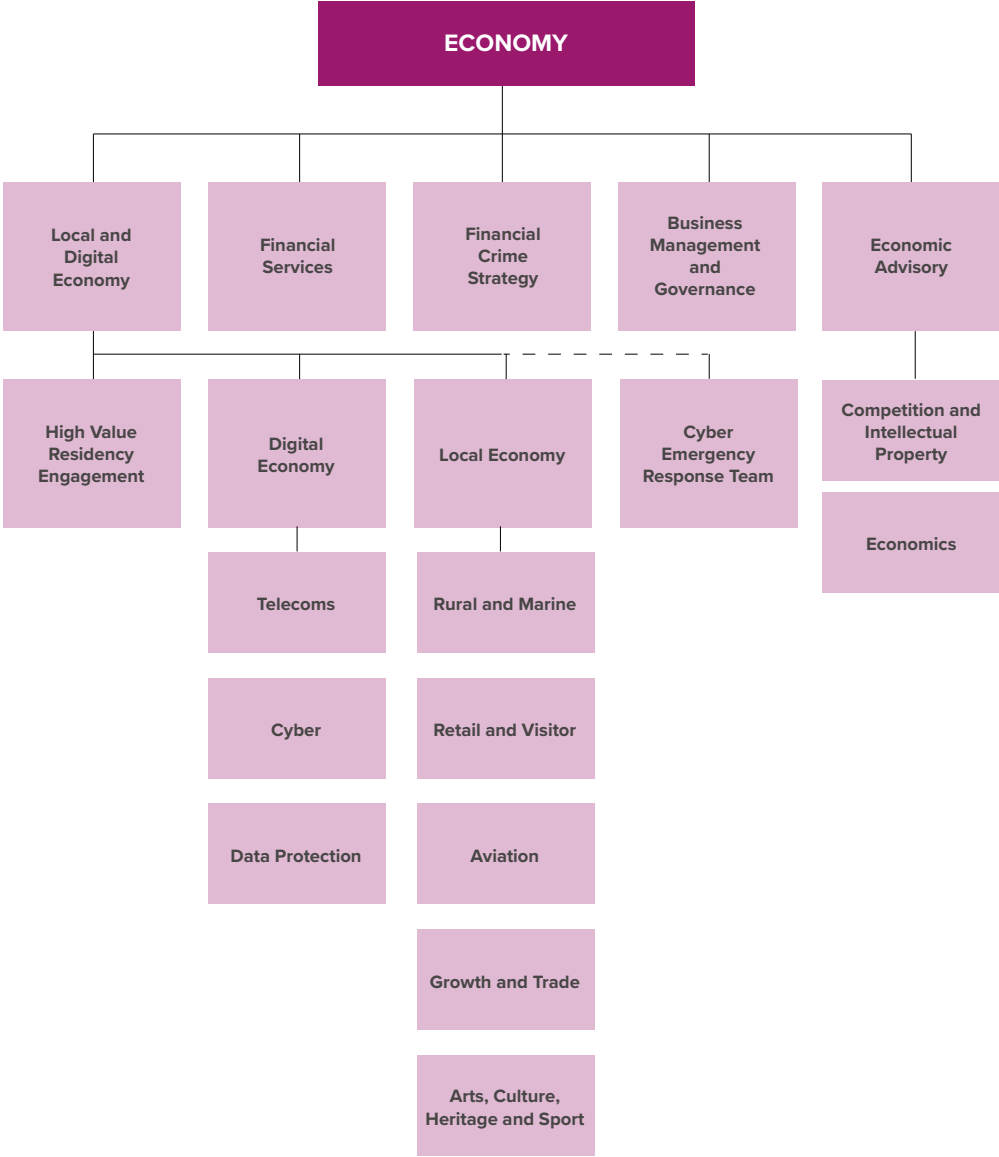 ECONOMY
Local and
Digital
Economy
Financial
Services
Financial
Crime
Strategy
Business
Management
and
Governance
Economic
Advisory
High Value
Residency
Engagement
Digital
Economy
Local Economy
Cyber
Emergency
Response Team
Competition and
Intellectual
Property
Economics
Telecoms
Rural and Marine
Cyber
Retail and Visitor
Data Protection
Aviation
Growth and Trade
Arts, Culture,
Heritage and Sport